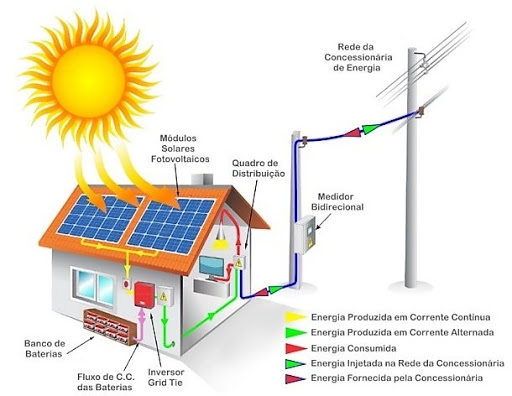 Rede da
Concessionária
de Energia
Módulos
Solares
Fotovoltaicos
Quadro de
Distribuição
Medidor
Bidirecional
Banco de
Baterias
Fluxo de C.C.
das Baterias
Inversor
Grid Tie
Energia Produzida em Corrente Contínua
Energia Produzida em Corrente Alternada
Energia Consumida
Energia Injetada na Rede da Concessionária
Energia Fornecida pela Concessionária